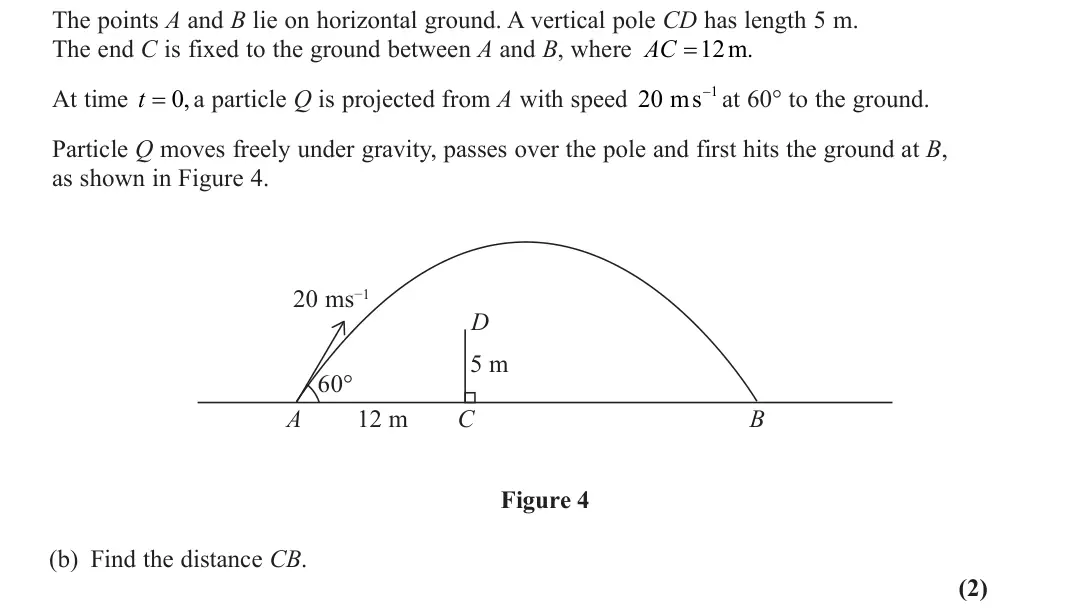 The points A and B lie on horizontal ground. A vertical pole CD has length 5 m.
The end C is fixed to the ground between A and B, where AC = 12 m.
At time t = 0, a particle Q is projected from A with speed 20 m s⁻¹ at 60° to the ground.
Particle Q moves freely under gravity, passes over the pole and first hits the ground at B,
as shown in Figure 4.
20 ms⁻¹
D
5 m
60°
A 12 m C B
Figure 4
(b) Find the distance CB.
(2)